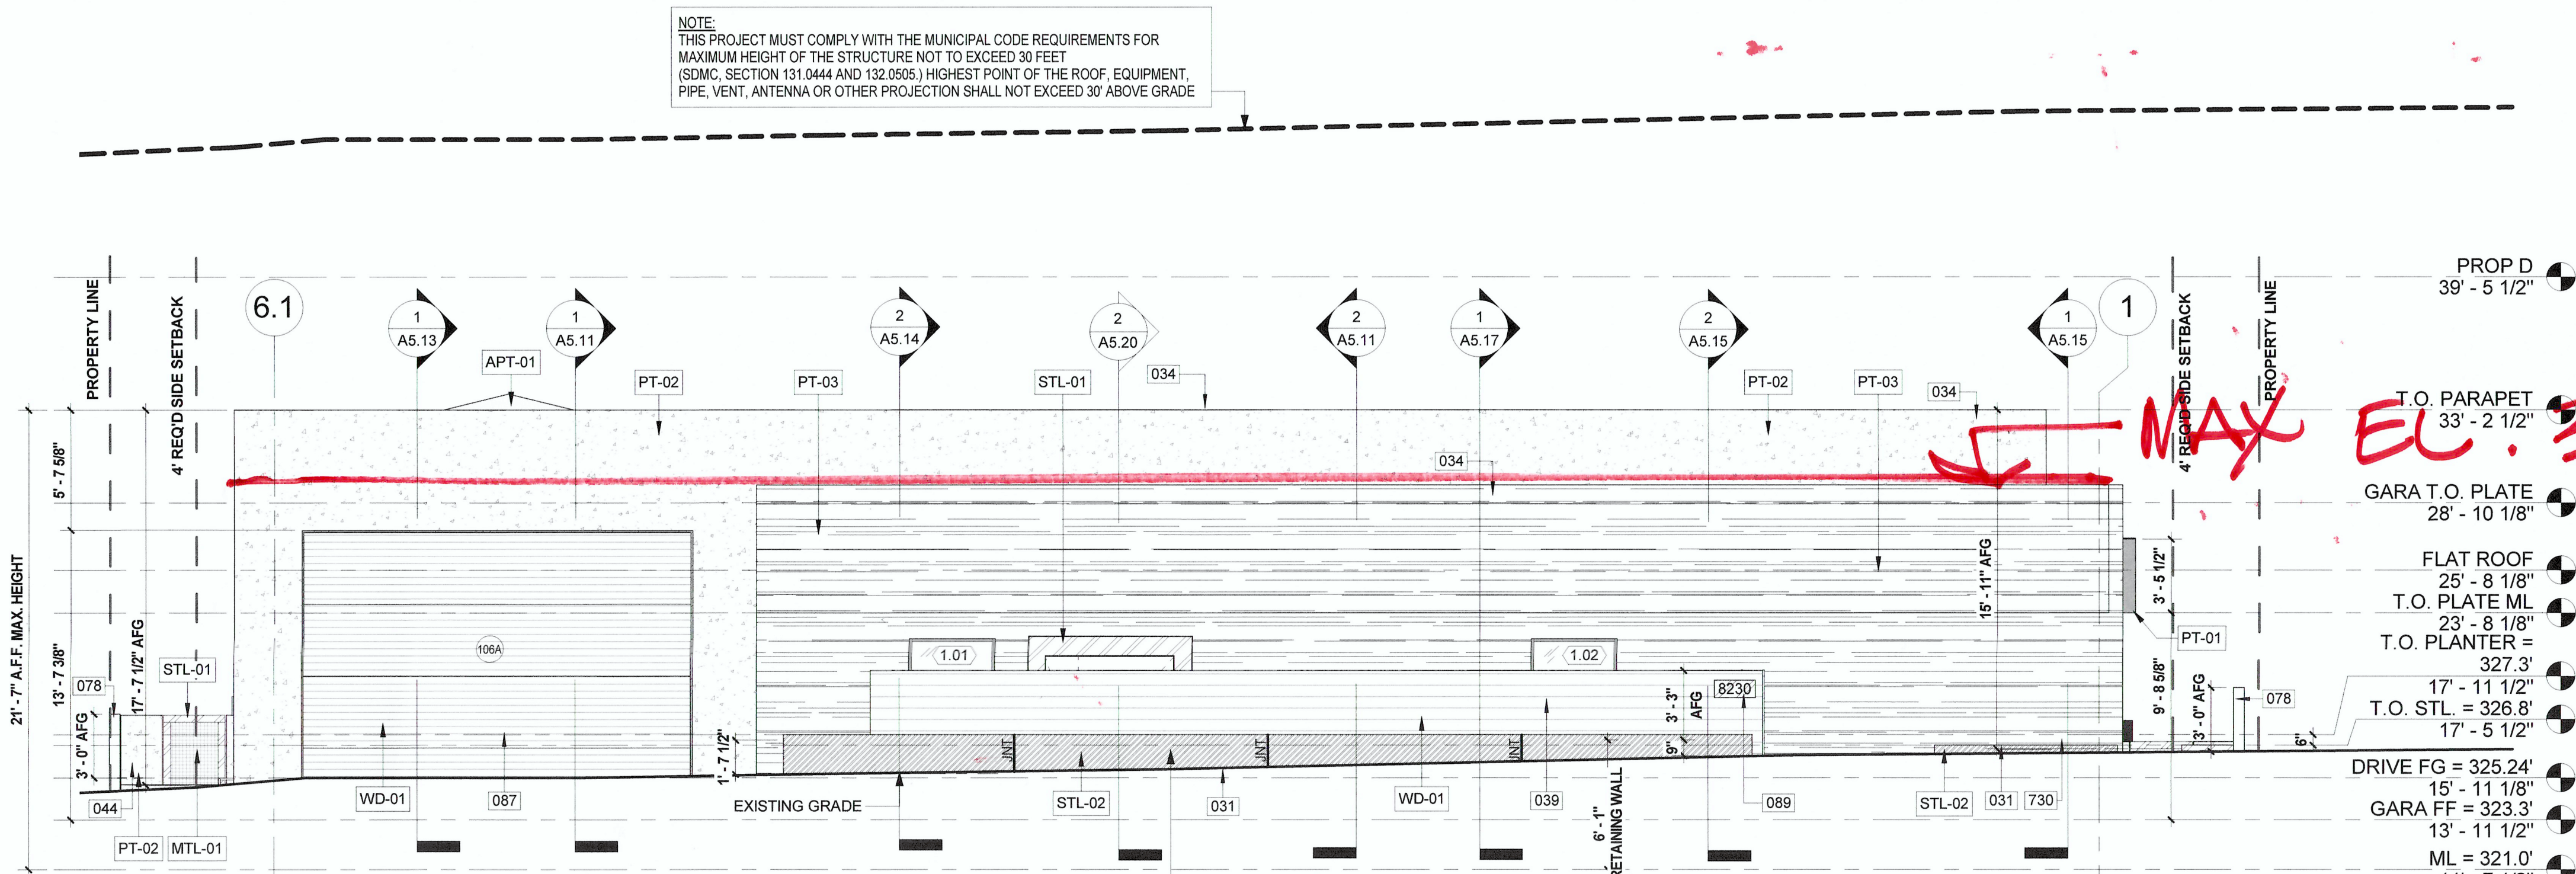 NOTE:
THIS PROJECT MUST COMPLY WITH THE MUNICIPAL CODE REQUIREMENTS FOR
MAXIMUM HEIGHT OF THE STRUCTURE NOT TO EXCEED 30 FEET
(SDMC, SECTION 131.0444 AND 132.0505.) HIGHEST POINT OF THE ROOF, EQUIPMENT,
PIPE, VENT, ANTENNA OR OTHER PROJECTION SHALL NOT EXCEED 30' ABOVE GRADE
PROPERTY LINE
4' REQ'D SIDE SETBACK
6.1
1
A5.13
1
A5.11
2
A5.14
2
A5.20
2
A5.11
1
A5.17
2
A5.15
1
A5.15
1
4' REQ'D SIDE SETBACK
PROPERTY LINE
APT-01
PT-02
PT-03
STL-01
034
PT-02
PT-03
034
034
MAX EL.
PROP D
39' - 5 1/2"
T.O. PARAPET
33' - 2 1/2"
GARA T.O. PLATE
28' - 10 1/8"
FLAT ROOF
25' - 8 1/8"
T.O. PLATE ML
23' - 8 1/8"
T.O. PLANTER =
327.3'
17' - 11 1/2"
T.O. STL. = 326.8'
17' - 5 1/2"
DRIVE FG = 325.24'
15' - 11 1/8"
GARA FF = 323.3'
13' - 11 1/2"
ML = 321.0'
21' - 7" A.F.F. MAX. HEIGHT
5' - 7 5/8"
13' - 7 3/8"
17' - 7 1/2" AFG
3' - 0" AFG
078
STL-01
044
PT-02
MTL-01
106A
WD-01
087
1' - 7 1/2"
EXISTING GRADE
1.01
1.02
JNT
JNT
JNT
STL-02
031
6' - 1"
RETAINING WALL
WD-01
039
3' - 3"
AFG
9"
8230
089
15' - 11" AFG
STL-02
031
730
3' - 5 1/2"
PT-01
9' - 8 5/8"
3' - 0" AFG
078
6"